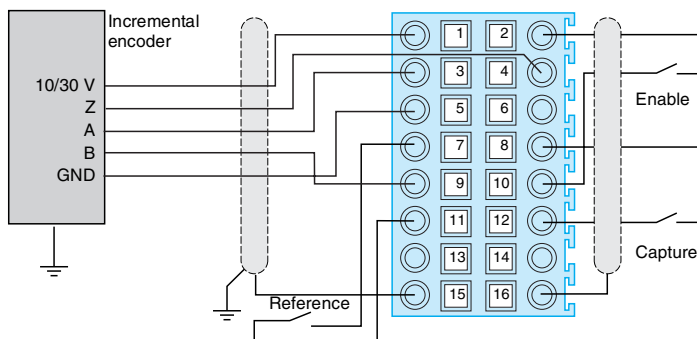 Incremental
encoder
10/30 V
Z
A
B
GND
1 2
3 4
5 6
7 8
9 10
11 12
13 14
15 16
Enable
Capture
Reference